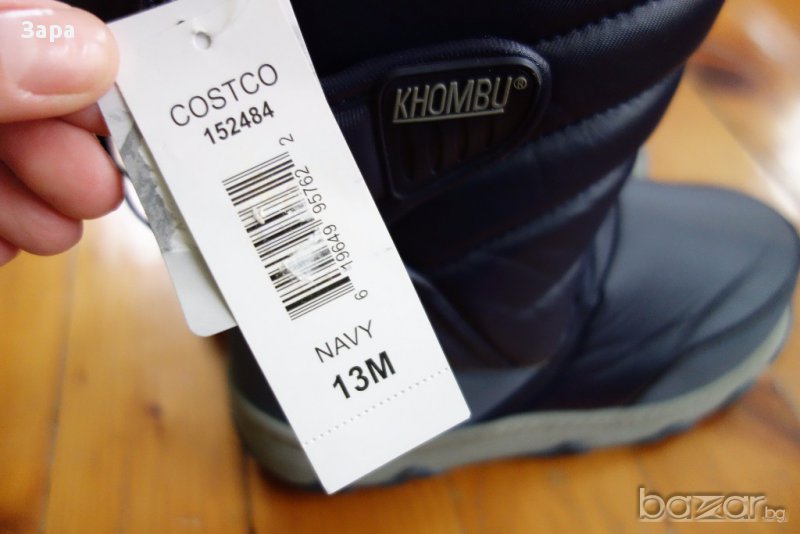 Зара
COSTCO
152484
6 19649 95762 2
NAVY
13M
KHOMBU®
bazar.bg